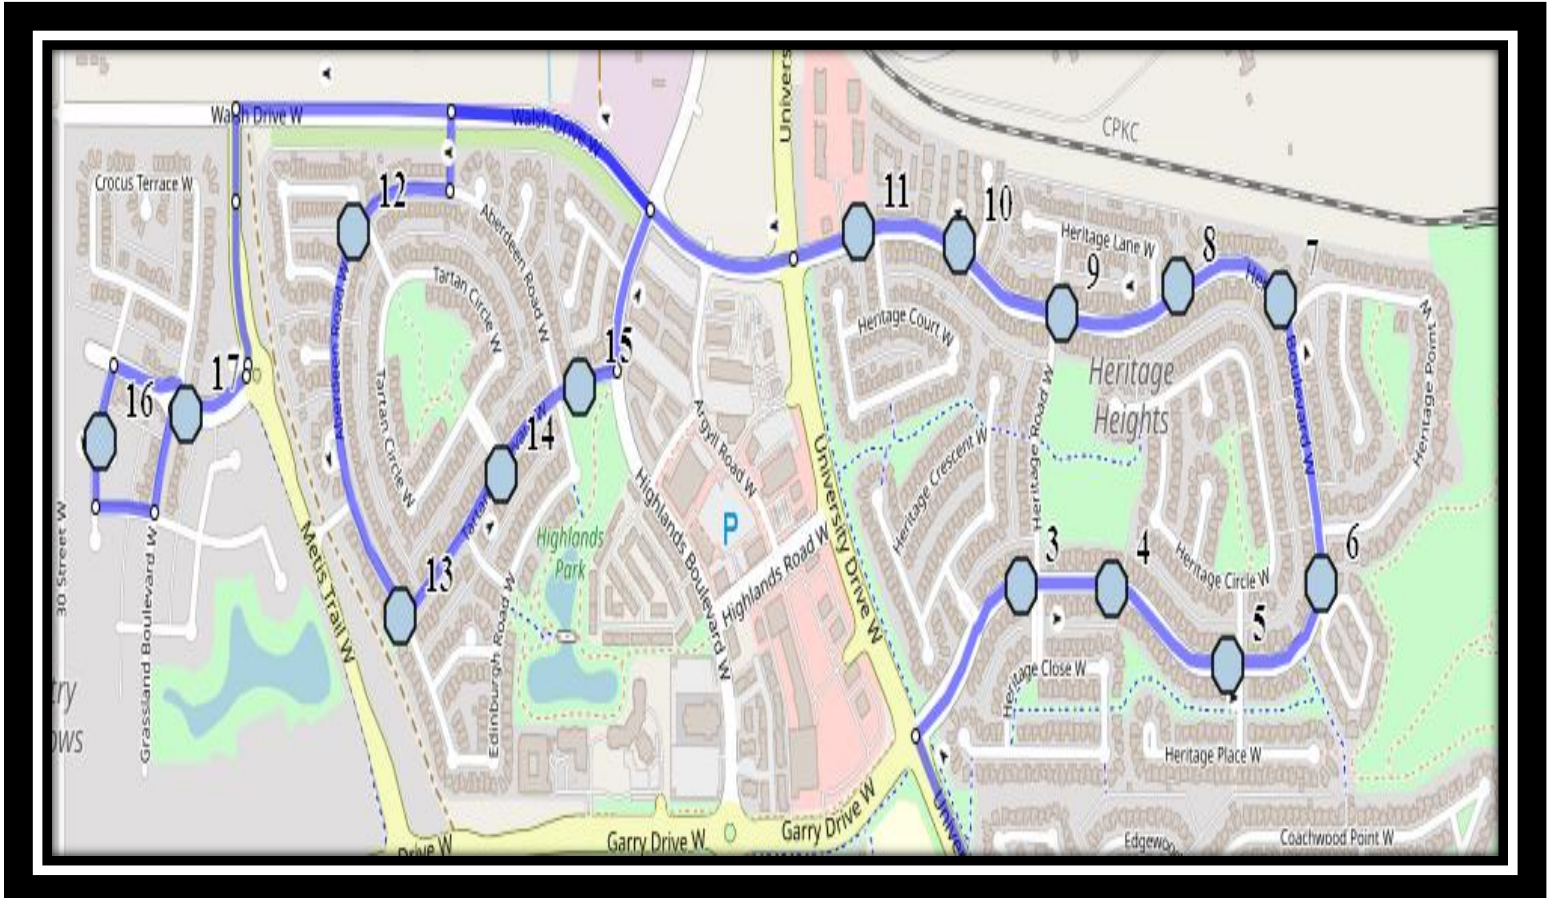 Univers
CPKC
Walsh Drive W
Walsh Drive W
Crocus Terrace W
12
11
10
Heritage Lane W
8
7
9
Aberdeen Road W
Tartan Circle W
Heritage Court W
Heritage Point W
Aberdeen Road W
Tartan Circle W
15
17
16
14
13
Argyll Road W
Heritage Heights
Boulevard W
Heritage Road W
Heritage Crescent W
University Drive W
Highlands Boulevard W
P
Highlands Park
Highlands Road W
Metis Trail W
30 Street W
Grassland Boulevard W
Edinburgh Road W
3
4
6
5
Heritage Circle W
Heritage Close W
Heritage Place W
try
ows
Drive W
Garry Drive W
Garry Drive W
Univer
Coachwood Point W